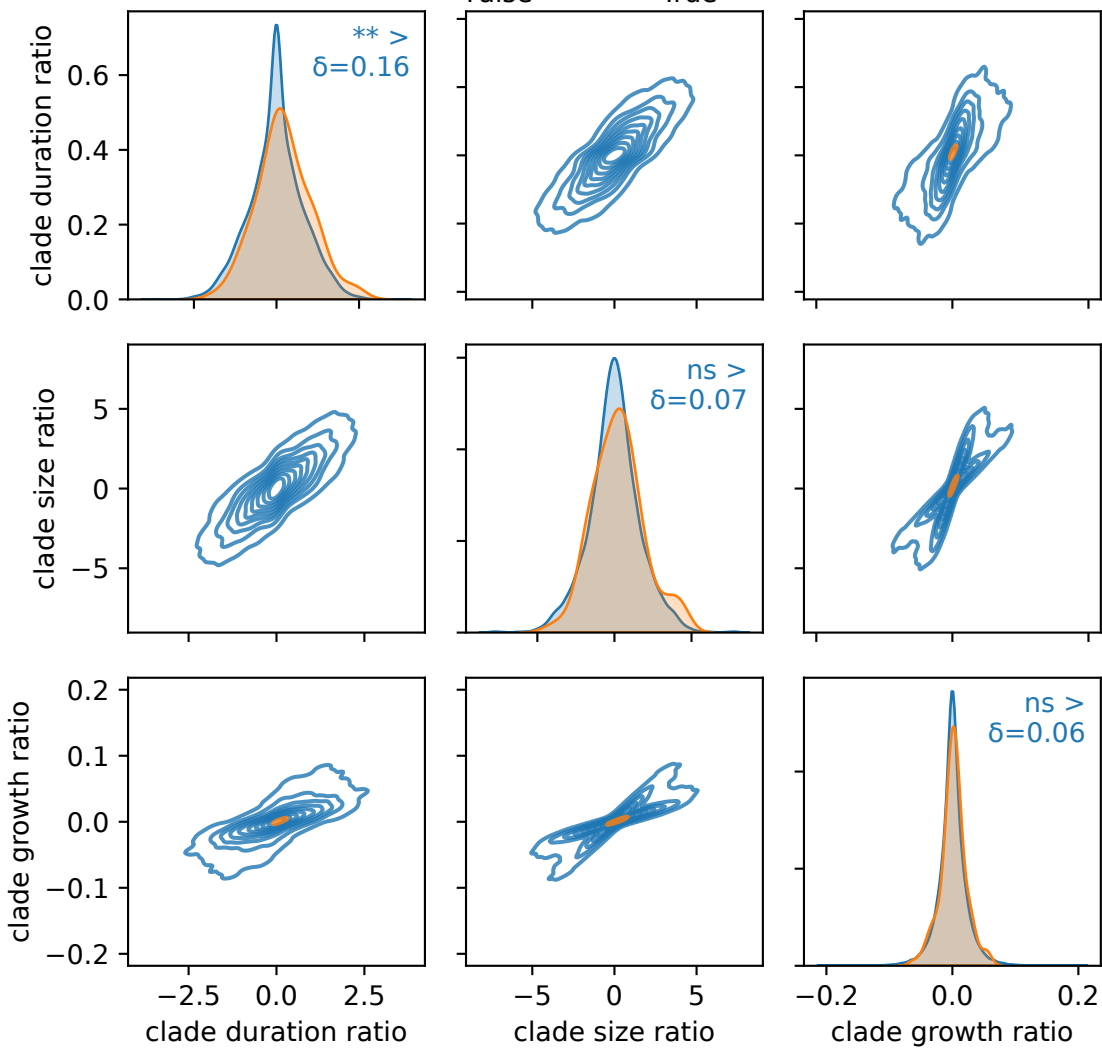 clade duration ratio
0.6
0.4
0.2
0.0
** >
δ=0.16
clade size ratio
5
0
−5
ns >
δ=0.07
clade growth ratio
0.2
0.1
0.0
−0.1
−0.2
ns >
δ=0.06
−2.5 0.0 2.5
clade duration ratio
−5 0 5
clade size ratio
−0.2 0.0 0.2
clade growth ratio